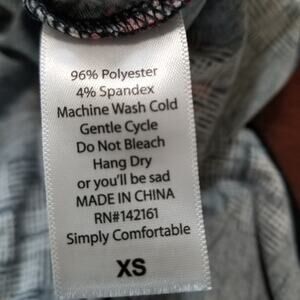 96% Polyester
4% Spandex
Machine Wash Cold
Gentle Cycle
Do Not Bleach
Hang Dry
or you'll be sad
MADE IN CHINA
RN#142161
Simply Comfortable
XS